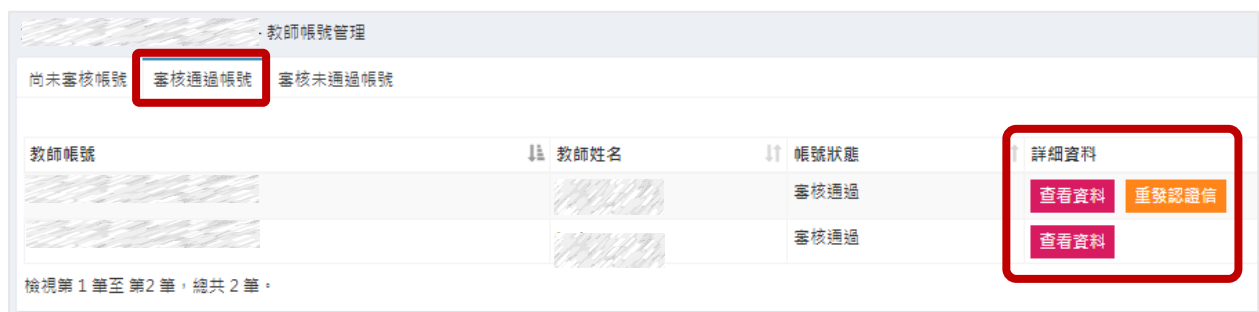 - 教師帳號管理
尚未審核帳號 審核通過帳號 審核未通過帳號
教師帳號 教師姓名 帳號狀態 詳細資料
審核通過 查看資料 重發認證信
審核通過 查看資料
檢視第 1 筆至 第2 筆，總共 2 筆。